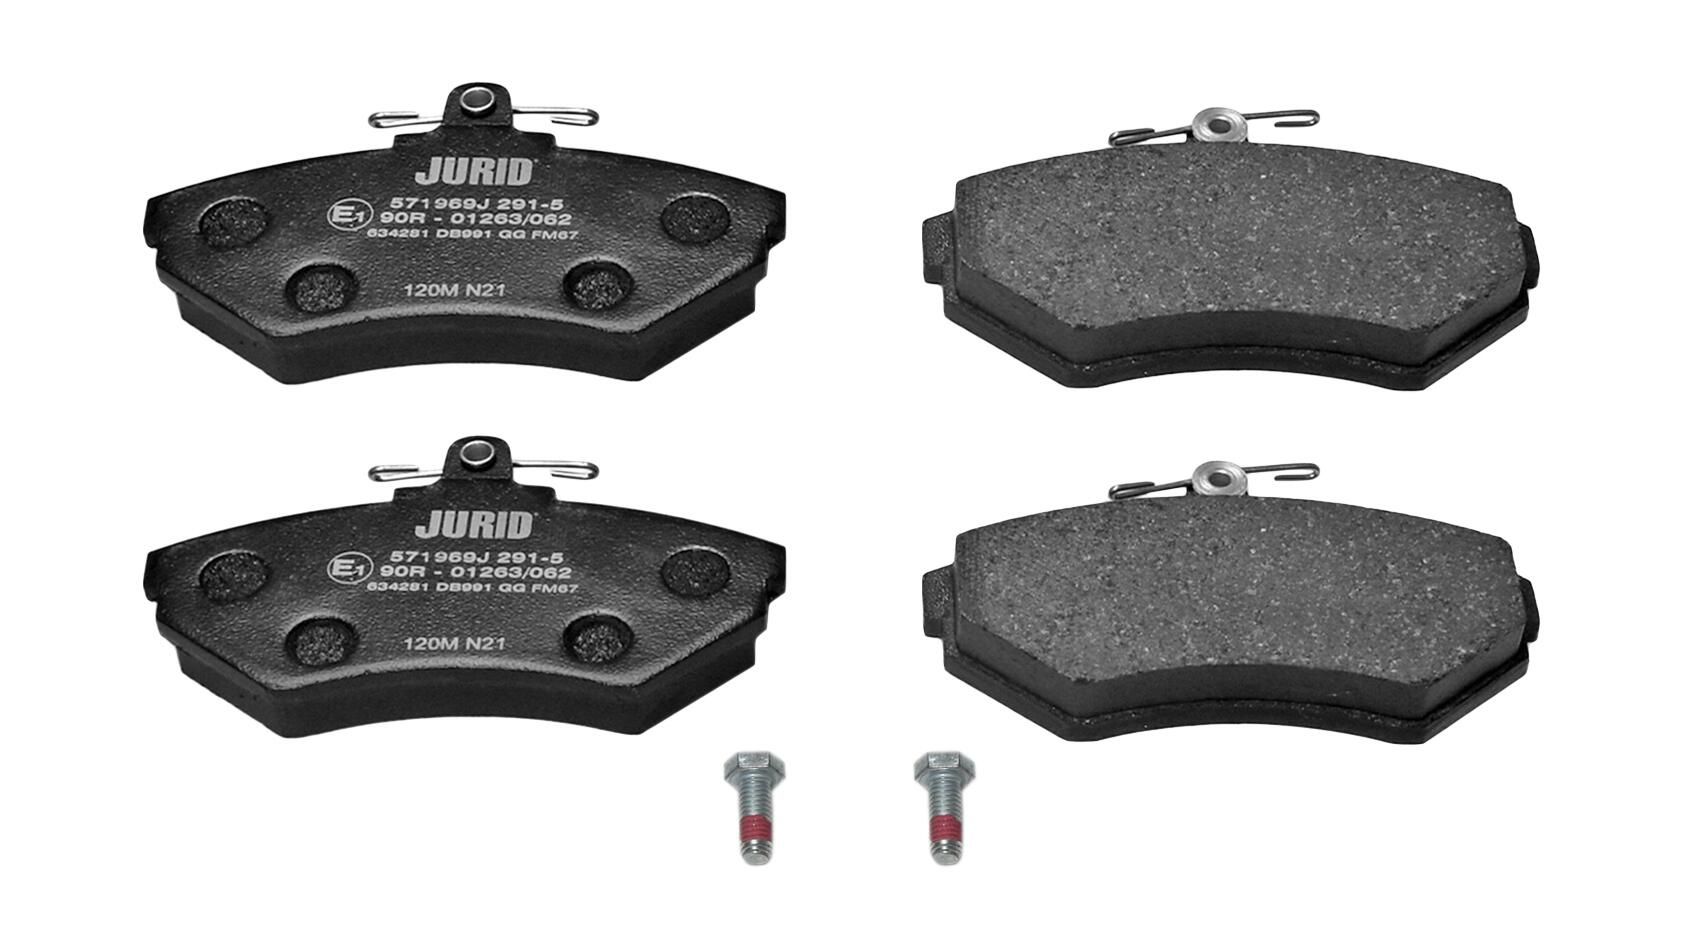 JURID
571969J 291-5
E1 90R - 01263/062
634281 DB991 GG FM67
120M N21
JURID
571969J 291-5
E1 90R - 01263/062
634281 DB991 GG FM67
120M N21